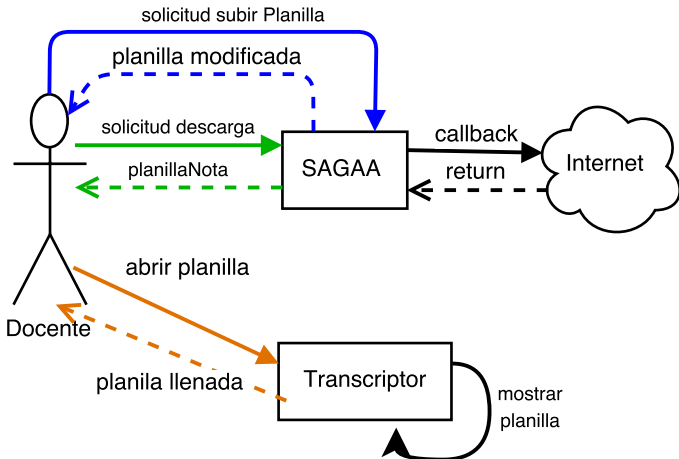 solicitud subir Planilla
planilla modificada
solicitud descarga
callback
SAGAA
Internet
planillaNota
return
abrir planilla
Docente
planila llenada
Transcriptor
mostrar
planilla